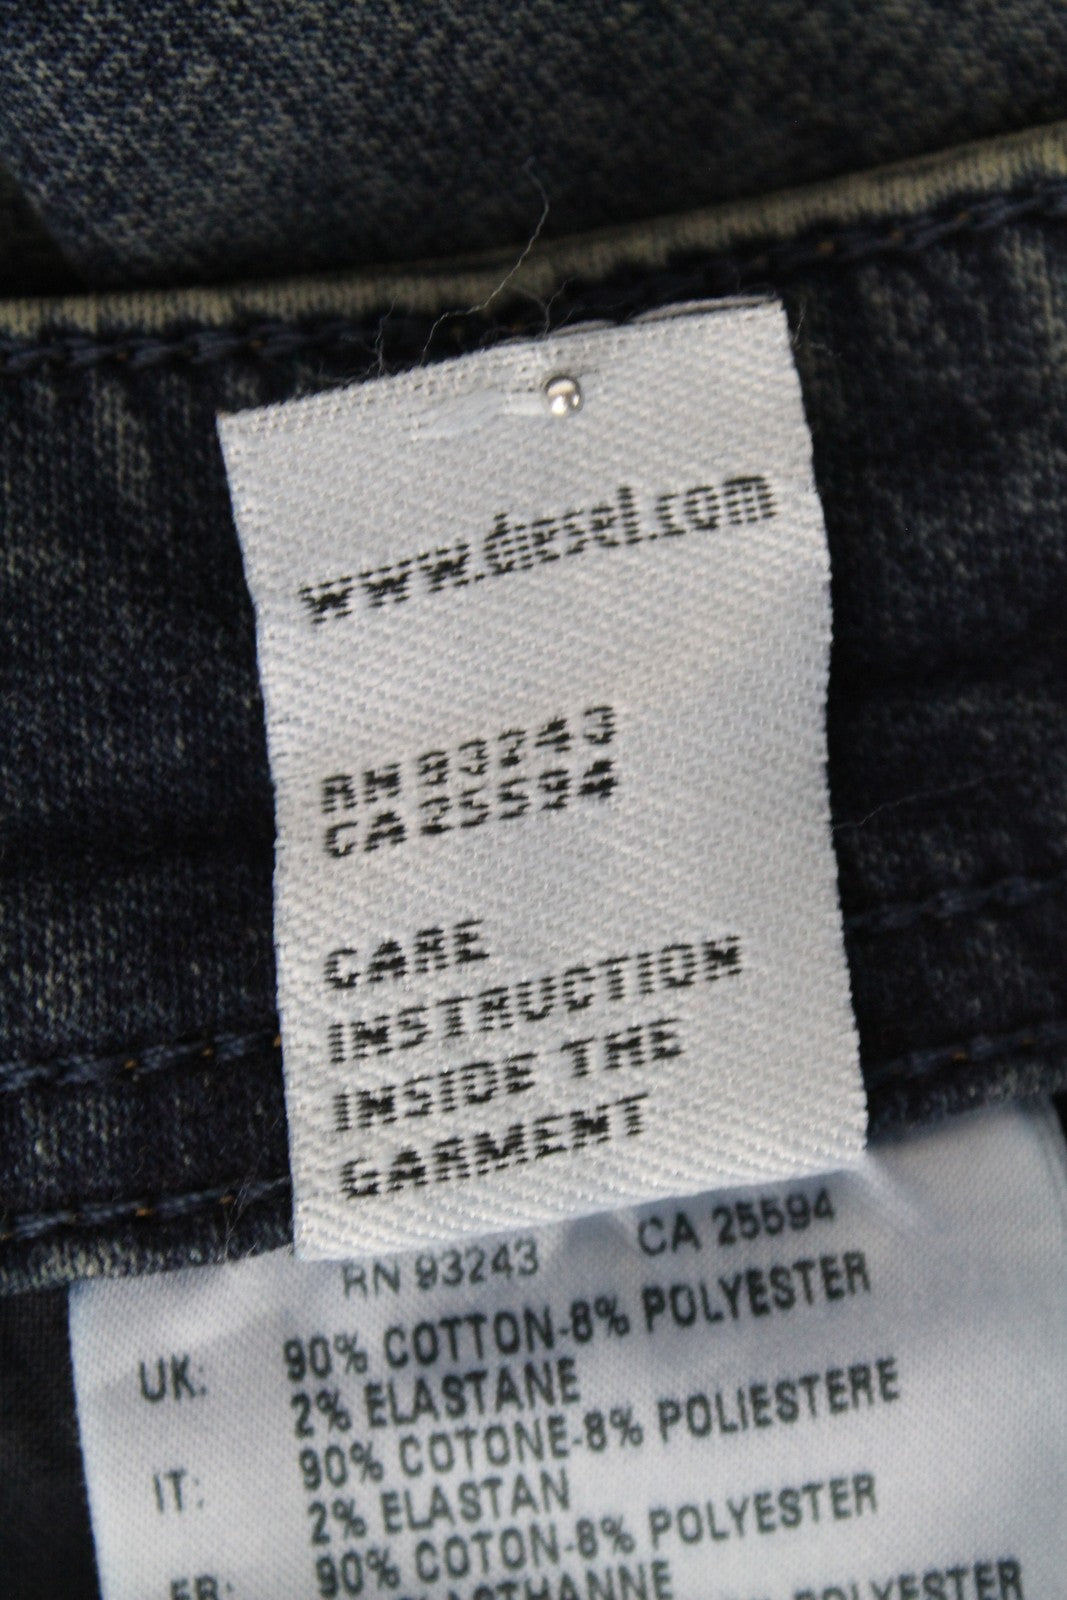 www.diesel.com
RN 93243
CA 25594
CARE
INSTRUCTION
INSIDE THE
GARMENT
RN 93243 CA 25594
UK: 90% COTTON-8% POLYESTER
2% ELASTANE
IT: 90% COTONE-8% POLIESTERE
2% ELASTAN
FR: 90% COTON-8% POLYESTER